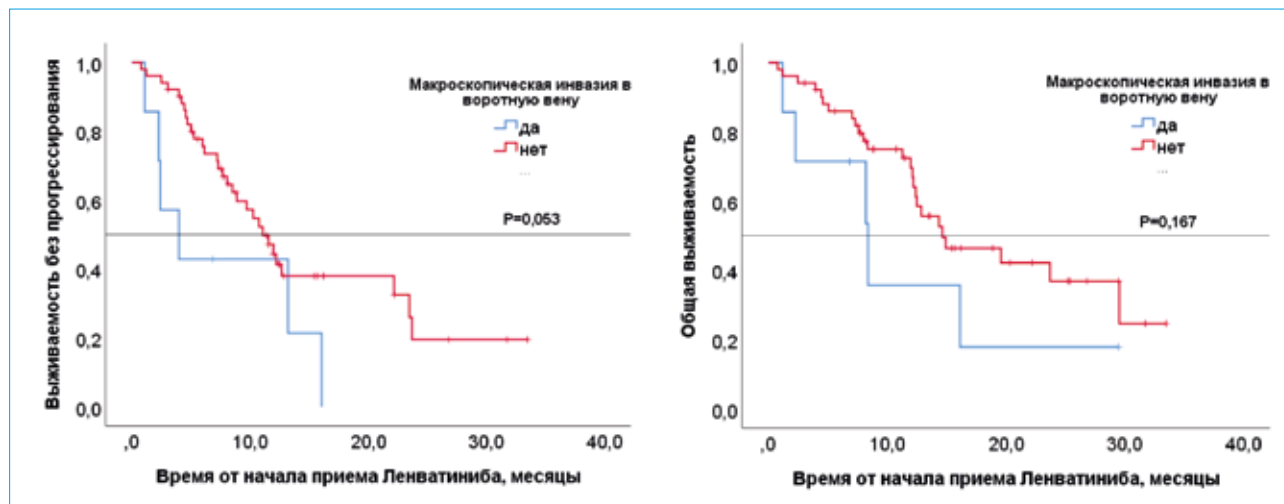 Выживаемость без прогрессирования
1,0
0,8
0,6
0,4
0,2
0,0
Макроскопическая инвазия в
воротную вену
да
нет
...
P=0,053
,0 10,0 20,0 30,0 40,0
Время от начала приема Ленватиниба, месяцы
Общая выживаемость
1,0
0,8
0,6
0,4
0,2
0,0
Макроскопическая инвазия в
воротную вену
да
нет
...
P=0,167
,0 10,0 20,0 30,0 40,0
Время от начала приема Ленватиниба, месяцы